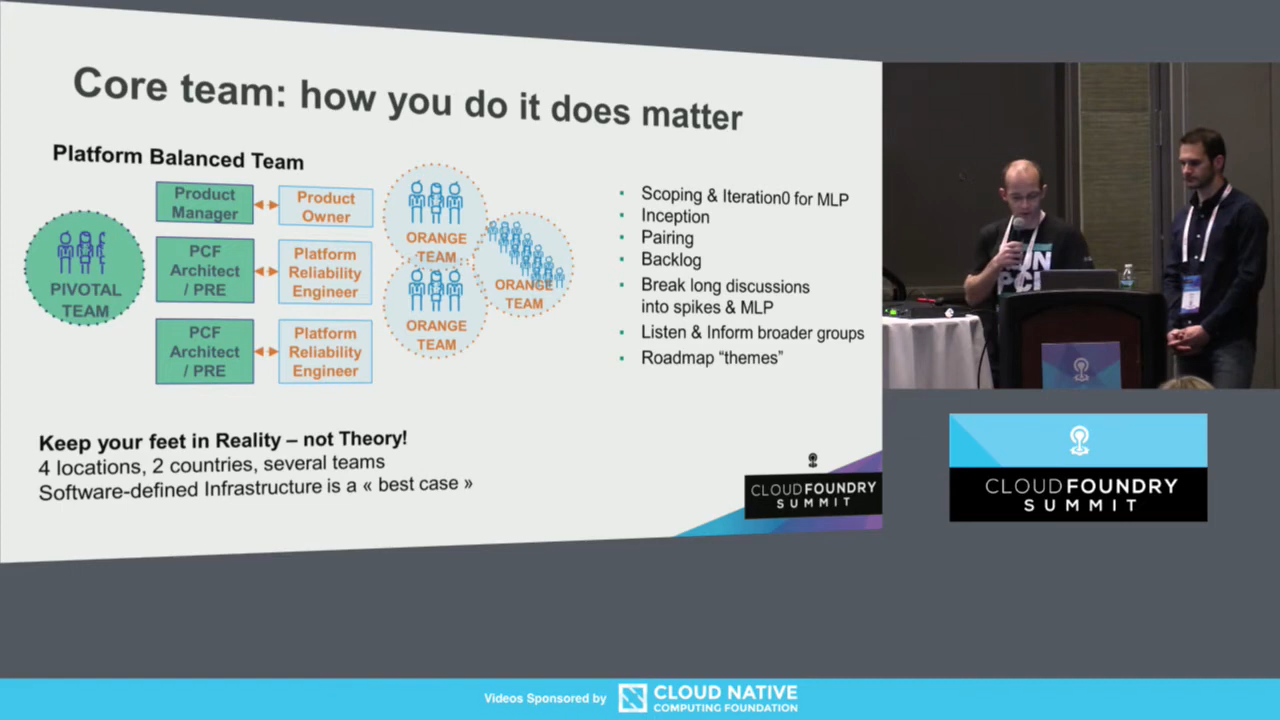 Core team: how you do it does matter
Platform Balanced Team
PIVOTAL
TEAM
Product
Manager
Product
Owner
PCF
Architect
/ PRE
Platform
Reliability
Engineer
PCF
Architect
/ PRE
Platform
Reliability
Engineer
ORANGE
TEAM
ORANGE
TEAM
ORANGE
TEAM
Scoping & Iteration0 for MLP
Inception
Pairing
Backlog
Break long discussions
into spikes & MLP
Listen & Inform broader groups
Roadmap “themes”
Keep your feet in Reality – not Theory!
4 locations, 2 countries, several teams
Software-defined Infrastructure is a « best case »
CLOUDFOUNDRY
SUMMIT
CLOUDFOUNDRY
SUMMIT
Videos Sponsored by
CLOUD NATIVE
COMPUTING FOUNDATION